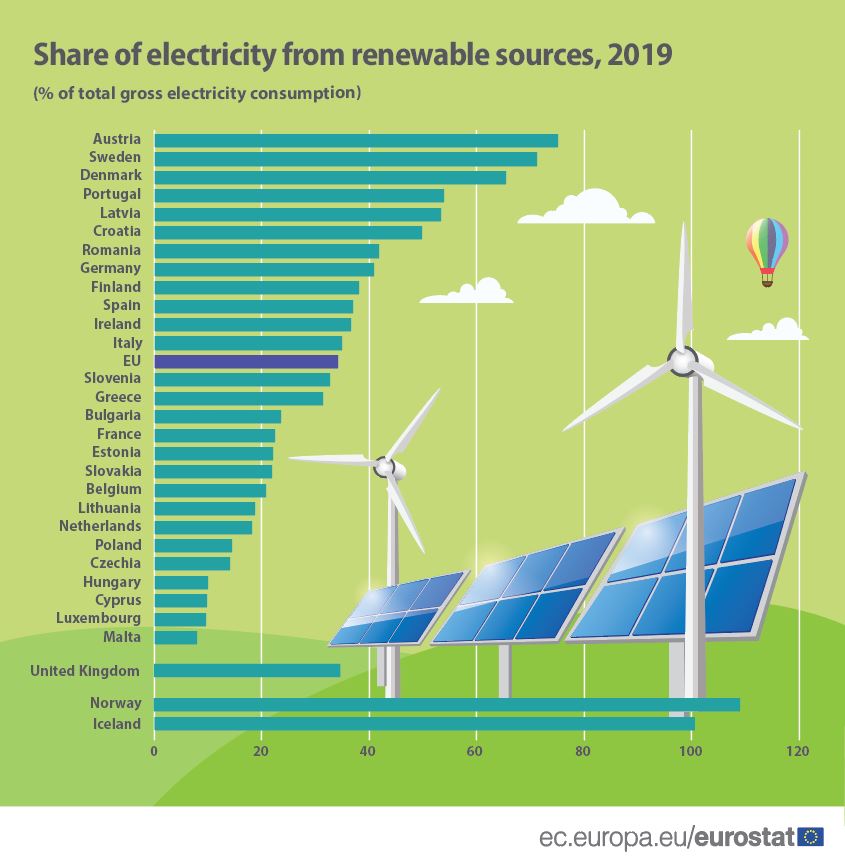 Share of electricity from renewable sources, 2019
(% of total gross electricity consumption)
Austria
Sweden
Denmark
Portugal
Latvia
Croatia
Romania
Germany
Finland
Spain
Ireland
Italy
EU
Slovenia
Greece
Bulgaria
France
Estonia
Slovakia
Belgium
Lithuania
Netherlands
Poland
Czechia
Hungary
Cyprus
Luxembourg
Malta
United Kingdom
Norway
Iceland
0 20 40 60 80 100 120
ec.europa.eu/eurostat